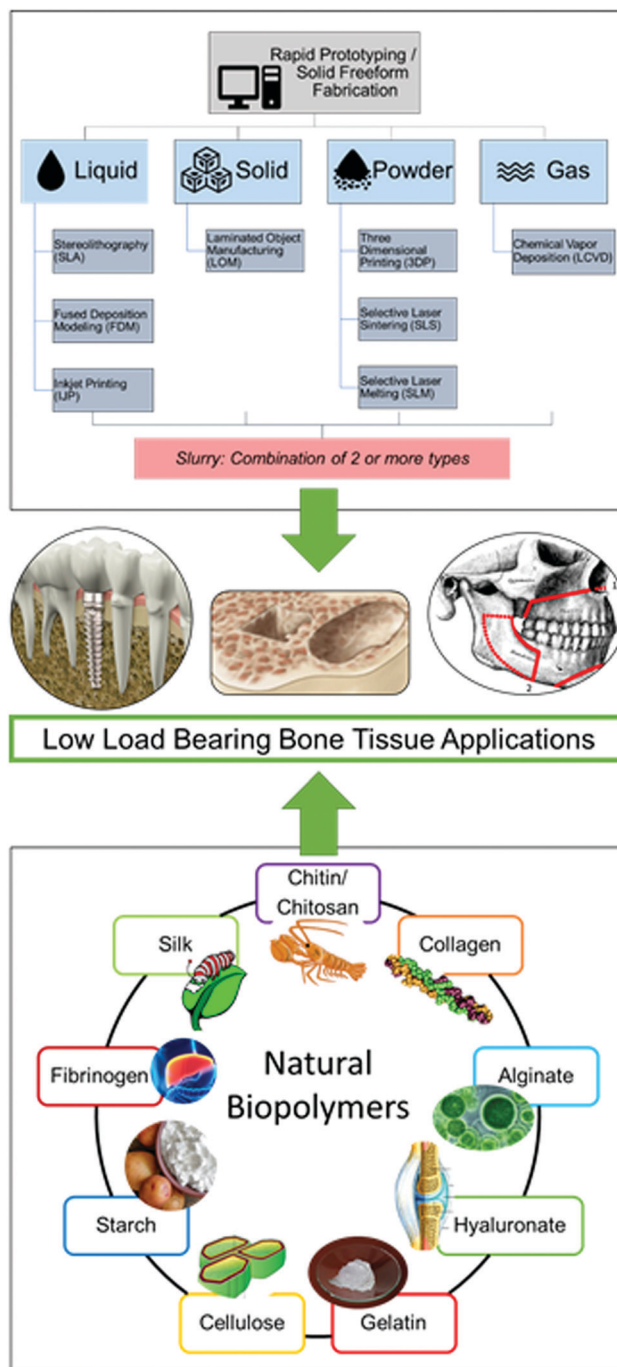 Rapid Prototyping /
Solid Freeform
Fabrication
Liquid
Solid
Powder
Gas
Stereolithography
(SLA)
Laminated Object
Manufacturing
(LOM)
Three
Dimensional
Printing (3DP)
Chemical Vapor
Deposition (LCVD)
Fused Deposition
Modeling (FDM)
Selective Laser
Sintering (SLS)
Inkjet Printing
(IJP)
Selective Laser
Melting (SLM)
Slurry: Combination of 2 or more types
1
2
Low Load Bearing Bone Tissue Applications
Chitin/
Chitosan
Silk
Collagen
Fibrinogen
Natural
Biopolymers
Alginate
Starch
Hyaluronate
Cellulose
Gelatin